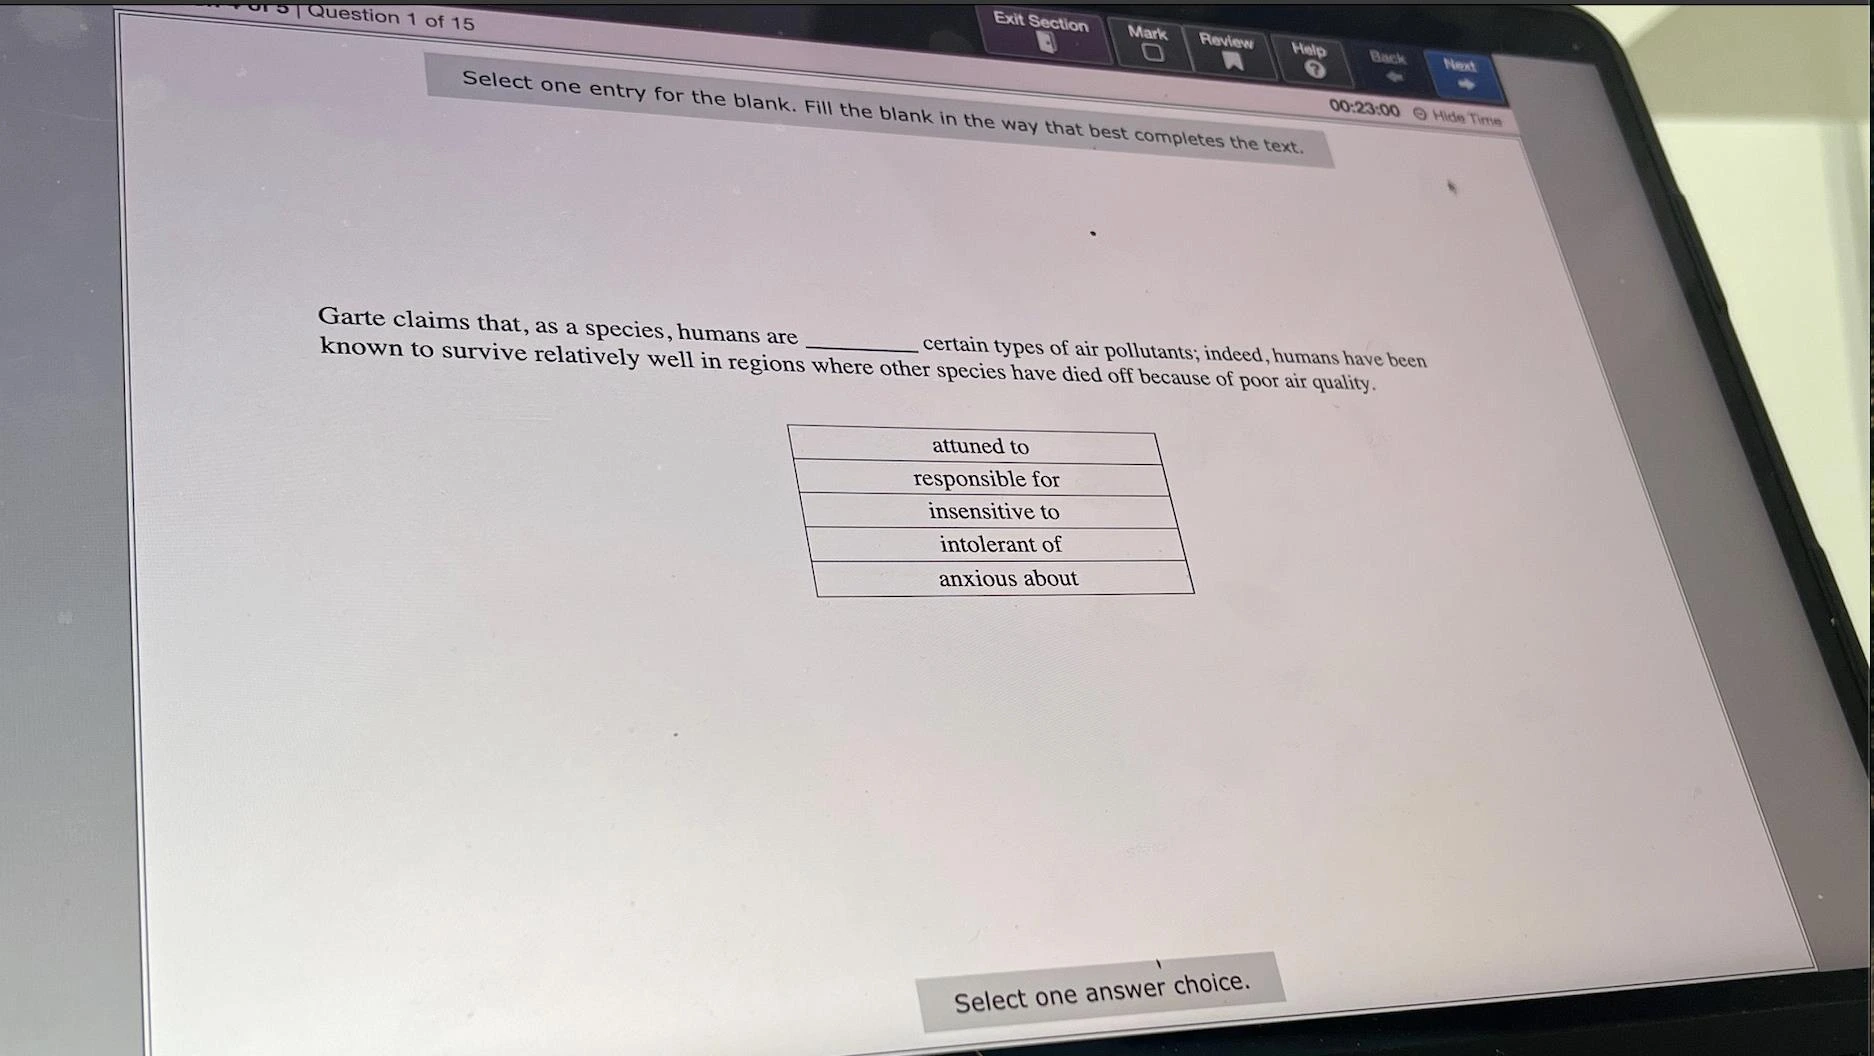 of 5 | Question 1 of 15
Exit Section
Mark
Review
Help
Back
Next
00:23:00 Hide Time
Select one entry for the blank. Fill the blank in the way that best completes the text.
Garte claims that, as a species, humans are ________ certain types of air pollutants; indeed, humans have been
known to survive relatively well in regions where other species have died off because of poor air quality.
attuned to
responsible for
insensitive to
intolerant of
anxious about
Select one answer choice.